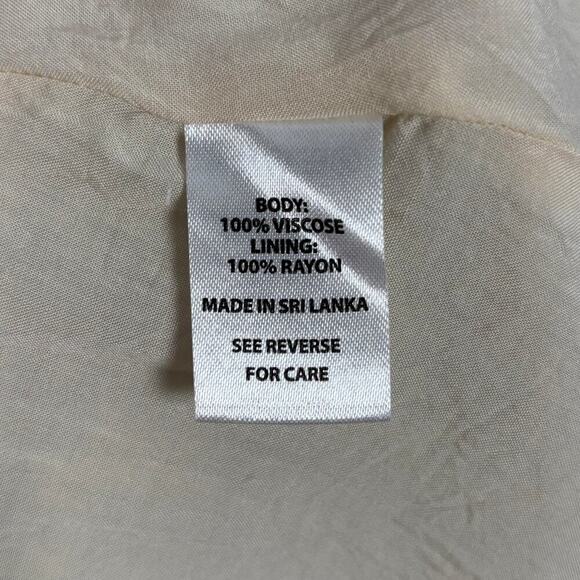 BODY:
100% VISCOSE
LINING:
100% RAYON
MADE IN SRI LANKA
SEE REVERSE
FOR CARE